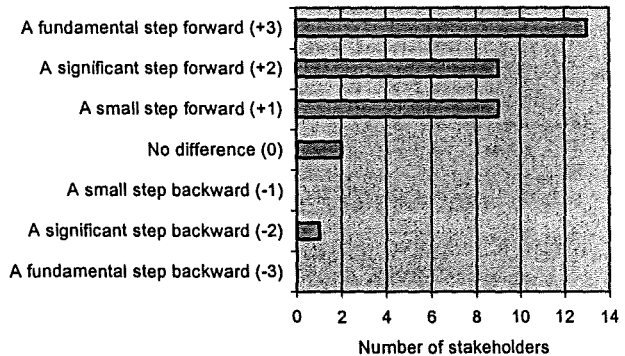 A fundamental step forward (+3)
A significant step forward (+2)
A small step forward (+1)
No difference (0)
A small step backward (-1)
A significant step backward (-2)
A fundamental step backward (-3)
0 2 4 6 8 10 12 14
Number of stakeholders